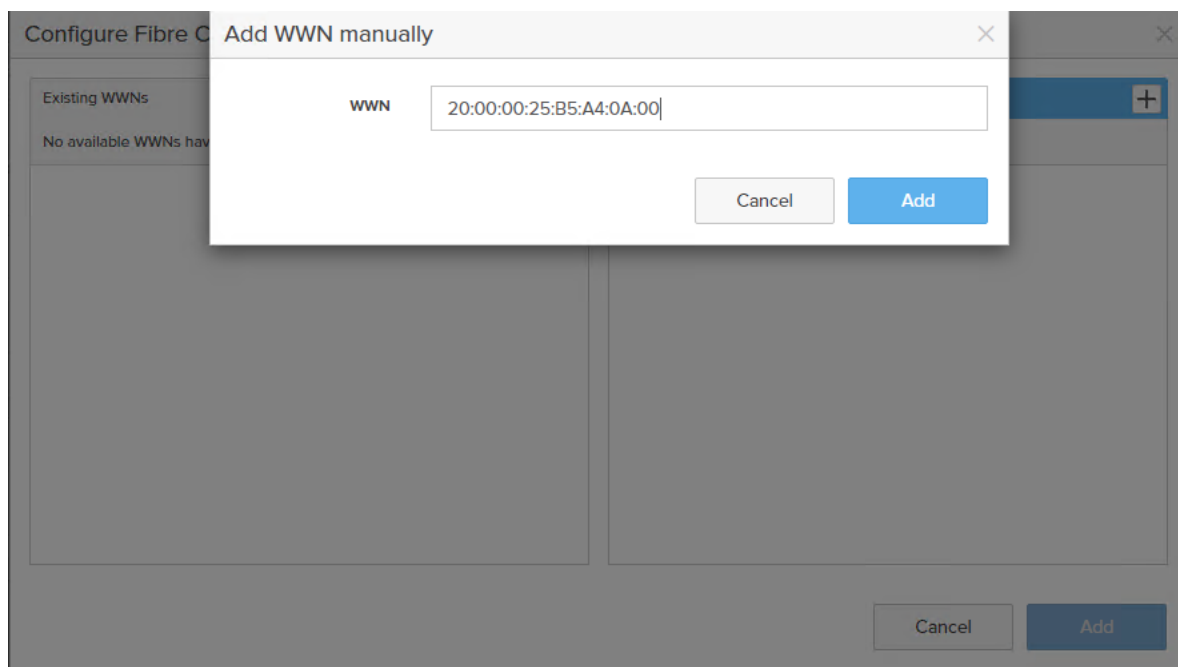 Configure Fibre C
Add WWN manually
Existing WWNs
WWN
20:00:00:25:B5:A4:0A:00
No available WWNs hav
Cancel
Add
Cancel
Add